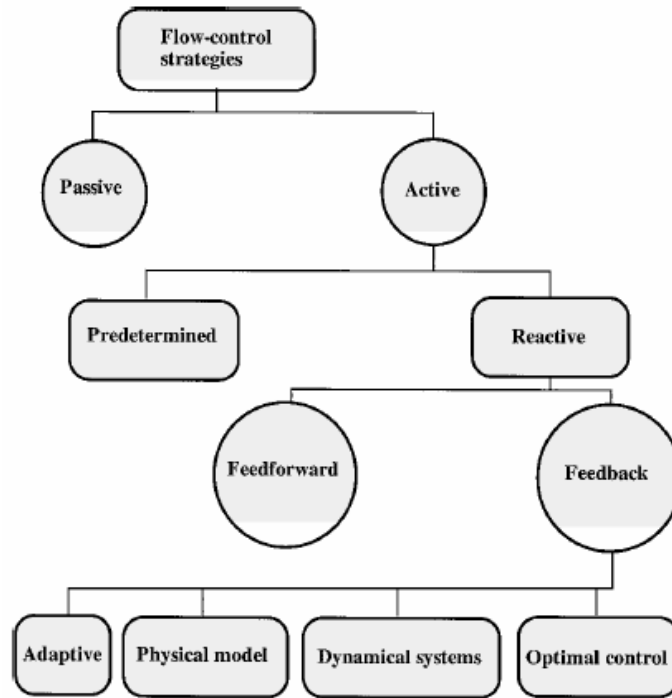 Flow-control
strategies
Passive
Active
Predetermined
Reactive
Feedforward
Feedback
Adaptive
Physical model
Dynamical systems
Optimal control